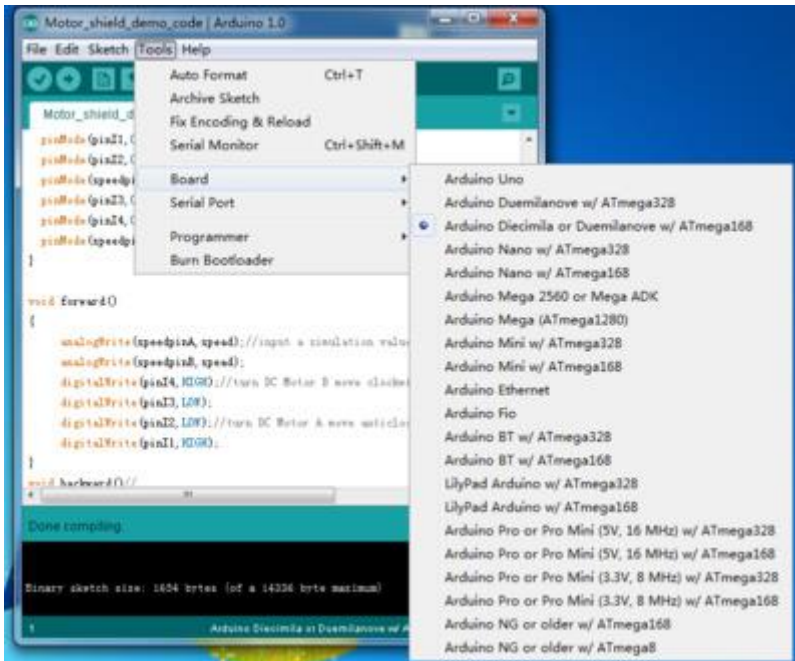 Motor_shield_demo_code | Arduino 1.0
File Edit Sketch Tools Help
Auto Format Ctrl+T
Archive Sketch
Fix Encoding & Reload
Serial Monitor Ctrl+Shift+M
Board
Serial Port
Programmer
Burn Bootloader
Arduino Uno
Arduino Duemilanove w/ ATmega328
Arduino Diecimila or Duemilanove w/ ATmega168
Arduino Nano w/ ATmega328
Arduino Nano w/ ATmega168
Arduino Mega 2560 or Mega ADK
Arduino Mega (ATmega1280)
Arduino Mini w/ ATmega328
Arduino Mini w/ ATmega168
Arduino Ethernet
Arduino Fio
Arduino BT w/ ATmega328
Arduino BT w/ ATmega168
LilyPad Arduino w/ ATmega328
LilyPad Arduino w/ ATmega168
Arduino Pro or Pro Mini (5V, 16 MHz) w/ ATmega328
Arduino Pro or Pro Mini (5V, 16 MHz) w/ ATmega168
Arduino Pro or Pro Mini (3.3V, 8 MHz) w/ ATmega328
Arduino Pro or Pro Mini (3.3V, 8 MHz) w/ ATmega168
Arduino NG or older w/ ATmega168
Arduino NG or older w/ ATmega8
Motor_shield_d
pinMode(pinI1,
pinMode(pinI2,
pinMode(speedpi
pinMode(pinI3,
pinMode(pinI4,
pinMode(speedpi
}
void forward()
{
analogWrite(speedpinA, speed);//input a simulation value
analogWrite(speedpinB, speed);
digitalWrite(pinI4, HIGH);//turn DC Motor B move clockw
digitalWrite(pinI3, LOW);
digitalWrite(pinI2, LOW);//turn DC Motor A move anticloc
digitalWrite(pinI1, HIGH);
}
void backward()//
Done compiling.
Binary sketch size: 1694 bytes (of a 14336 byte maximum)
1 Arduino Diecimila or Duemilanove w/ A